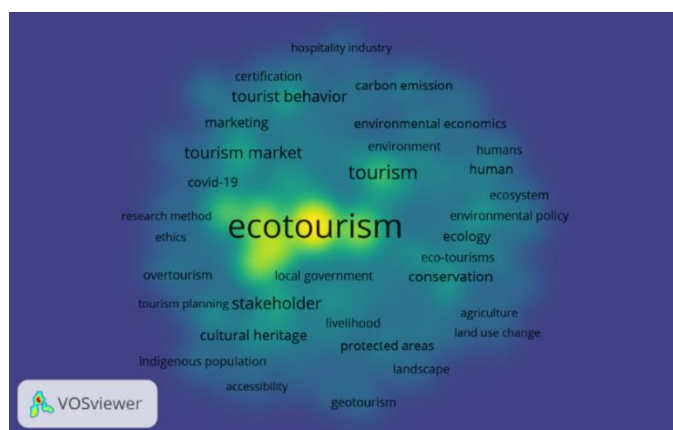 hospitality industry
certification
carbon emission
tourist behavior
marketing
environmental economics
environment
humans
tourism market
tourism
human
covid-19
ecosystem
research method
environmental policy
ecotourism
ethics
ecology
eco-tourisms
overtourism
local government
conservation
tourism planning
stakeholder
agriculture
livelihood
land use change
cultural heritage
protected areas
indigenous population
landscape
accessibility
geotourism
VOSviewer